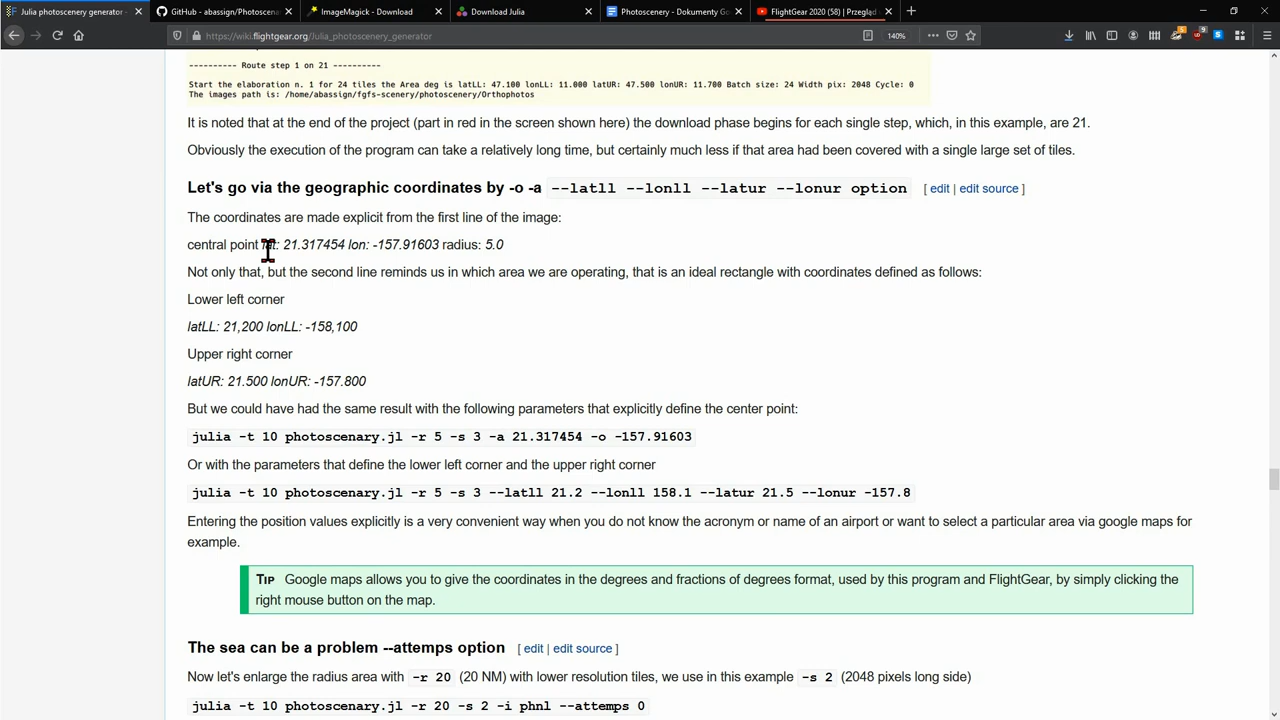 Julia photoscenery generator -
GitHub - abassign/Photoscena
ImageMagick - Download
Download Julia
Photoscenery - Dokumenty Go
FlightGear 2020 (58) | Przegląd
https://wiki.flightgear.org/Julia_photoscenery_generator
140%
---------- Route step 1 on 21 ----------
Start the elaboration n. 1 for 24 tiles the Area deg is latLL: 47.100 lonLL: 11.000 latUR: 47.500 lonUR: 11.700 Batch size: 24 Width pix: 2048 Cycle: 0
The images path is: /home/abassign/fgfs-scenery/photoscenery/Orthophotos
It is noted that at the end of the project (part in red in the screen shown here) the download phase begins for each single step, which, in this example, are 21.
Obviously the execution of the program can take a relatively long time, but certainly much less if that area had been covered with a single large set of tiles.
Let's go via the geographic coordinates by -o -a --latll --lonll --latur --lonur option [ edit | edit source ]
The coordinates are made explicit from the first line of the image:
central point lat: 21.317454 lon: -157.91603 radius: 5.0
Not only that, but the second line reminds us in which area we are operating, that is an ideal rectangle with coordinates defined as follows:
Lower left corner
latLL: 21,200 lonLL: -158,100
Upper right corner
latUR: 21.500 lonUR: -157.800
But we could have had the same result with the following parameters that explicitly define the center point:
julia -t 10 photoscenary.jl -r 5 -s 3 -a 21.317454 -o -157.91603
Or with the parameters that define the lower left corner and the upper right corner
julia -t 10 photoscenary.jl -r 5 -s 3 --latll 21.2 --lonll 158.1 --latur 21.5 --lonur -157.8
Entering the position values explicitly is a very convenient way when you do not know the acronym or name of an airport or want to select a particular area via google maps for
example.
TIP Google maps allows you to give the coordinates in the degrees and fractions of degrees format, used by this program and FlightGear, by simply clicking the
right mouse button on the map.
The sea can be a problem --attemps option [ edit | edit source ]
Now let's enlarge the radius area with -r 20 (20 NM) with lower resolution tiles, we use in this example -s 2 (2048 pixels long side)
julia -t 10 photoscenary.jl -r 20 -s 2 -i phnl --attemps 0